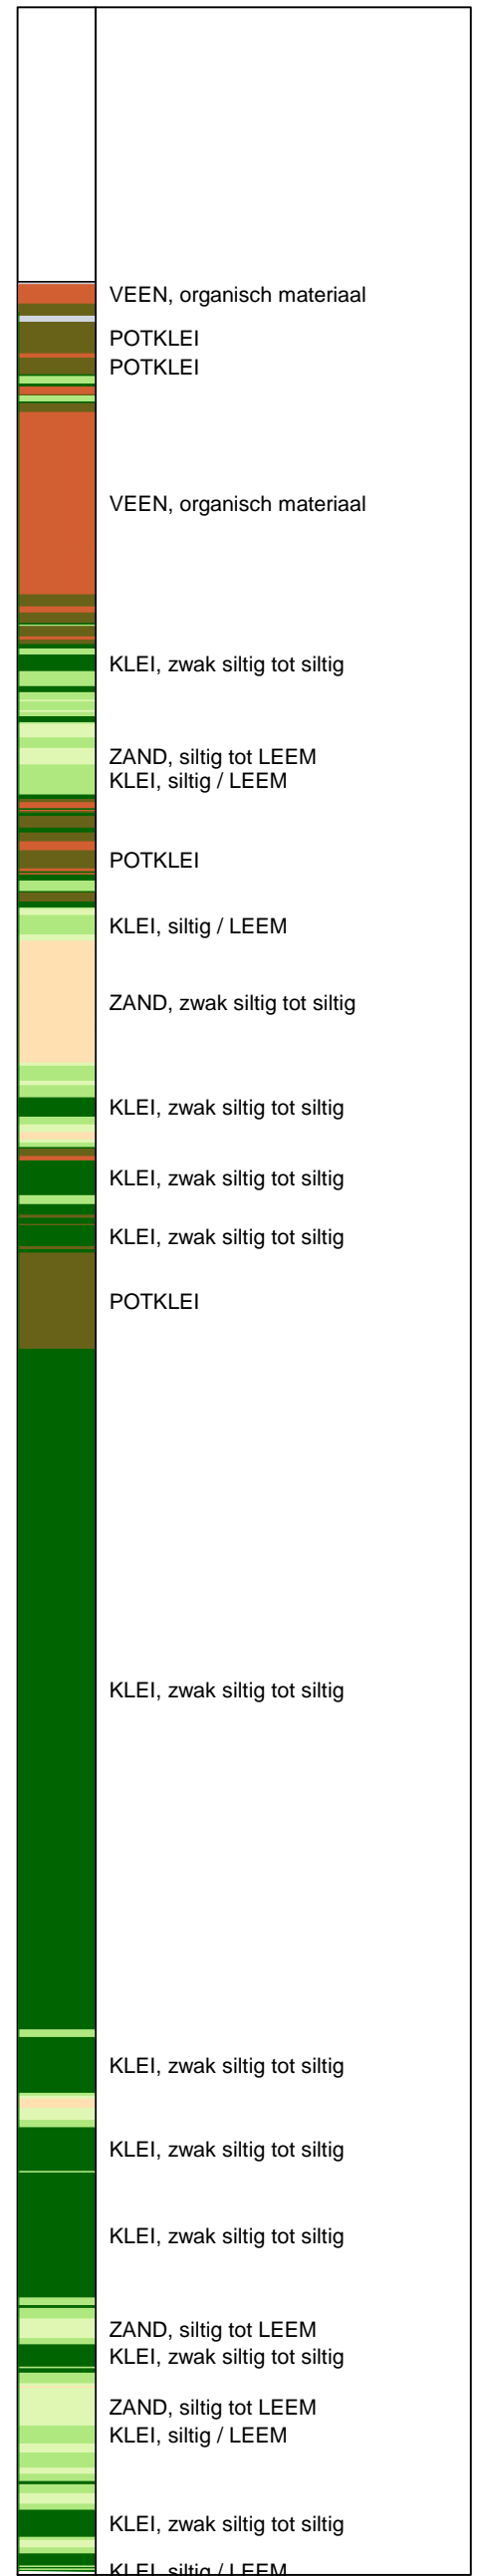 VEEN, organisch materiaal
POTKLEI
POTKLEI
VEEN, organisch materiaal
KLEI, zwak siltig tot siltig
ZAND, siltig tot LEEM
KLEI, siltig / LEEM
POTKLEI
KLEI, siltig / LEEM
ZAND, zwak siltig tot siltig
KLEI, zwak siltig tot siltig
KLEI, zwak siltig tot siltig
KLEI, zwak siltig tot siltig
POTKLEI
KLEI, zwak siltig tot siltig
KLEI, zwak siltig tot siltig
KLEI, zwak siltig tot siltig
KLEI, zwak siltig tot siltig
ZAND, siltig tot LEEM
KLEI, zwak siltig tot siltig
ZAND, siltig tot LEEM
KLEI, siltig / LEEM
KLEI, zwak siltig tot siltig
KLEI, siltig / LEEM